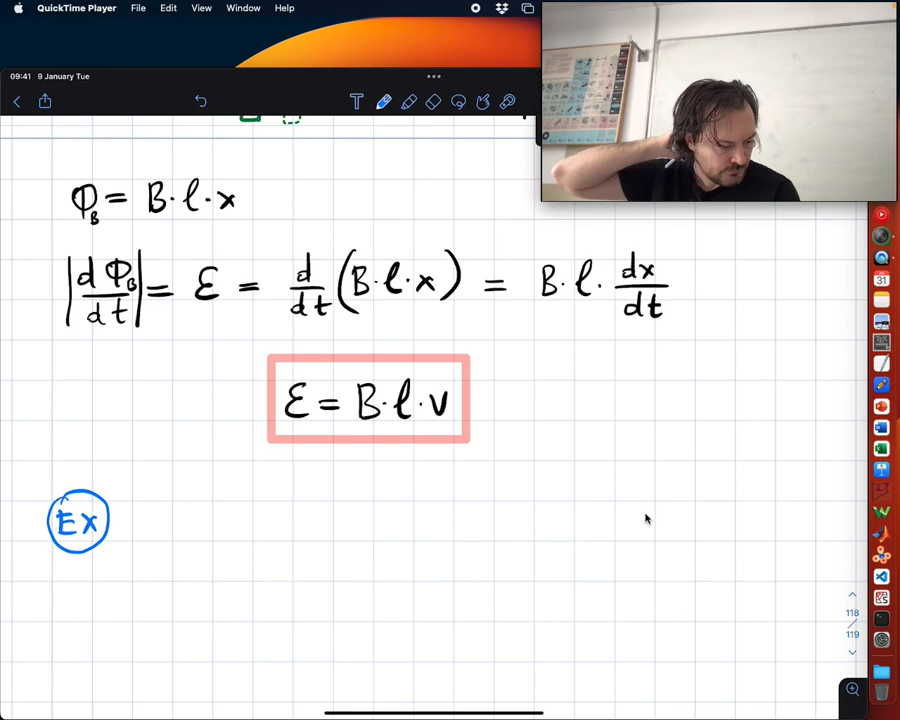 QuickTime Player File Edit View Window Help
09:41 9 January Tue
Φ_B = B·l·x
|dΦ_B/dt| = ε = d/dt (B·l·x) = B·l·dx/dt
ε = B·l·v
Ex
118
119
31